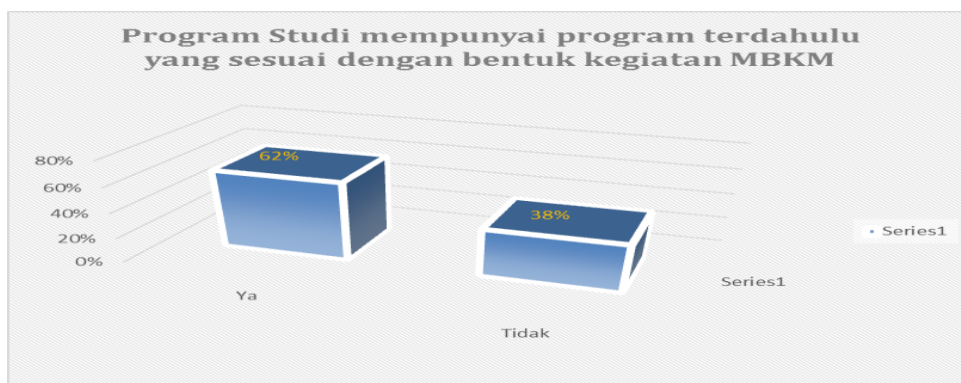 Program Studi mempunyai program terdahulu
yang sesuai dengan bentuk kegiatan MBKM
80%
60%
40%
20%
0%
62%
38%
Ya
Tidak
Series1
Series1